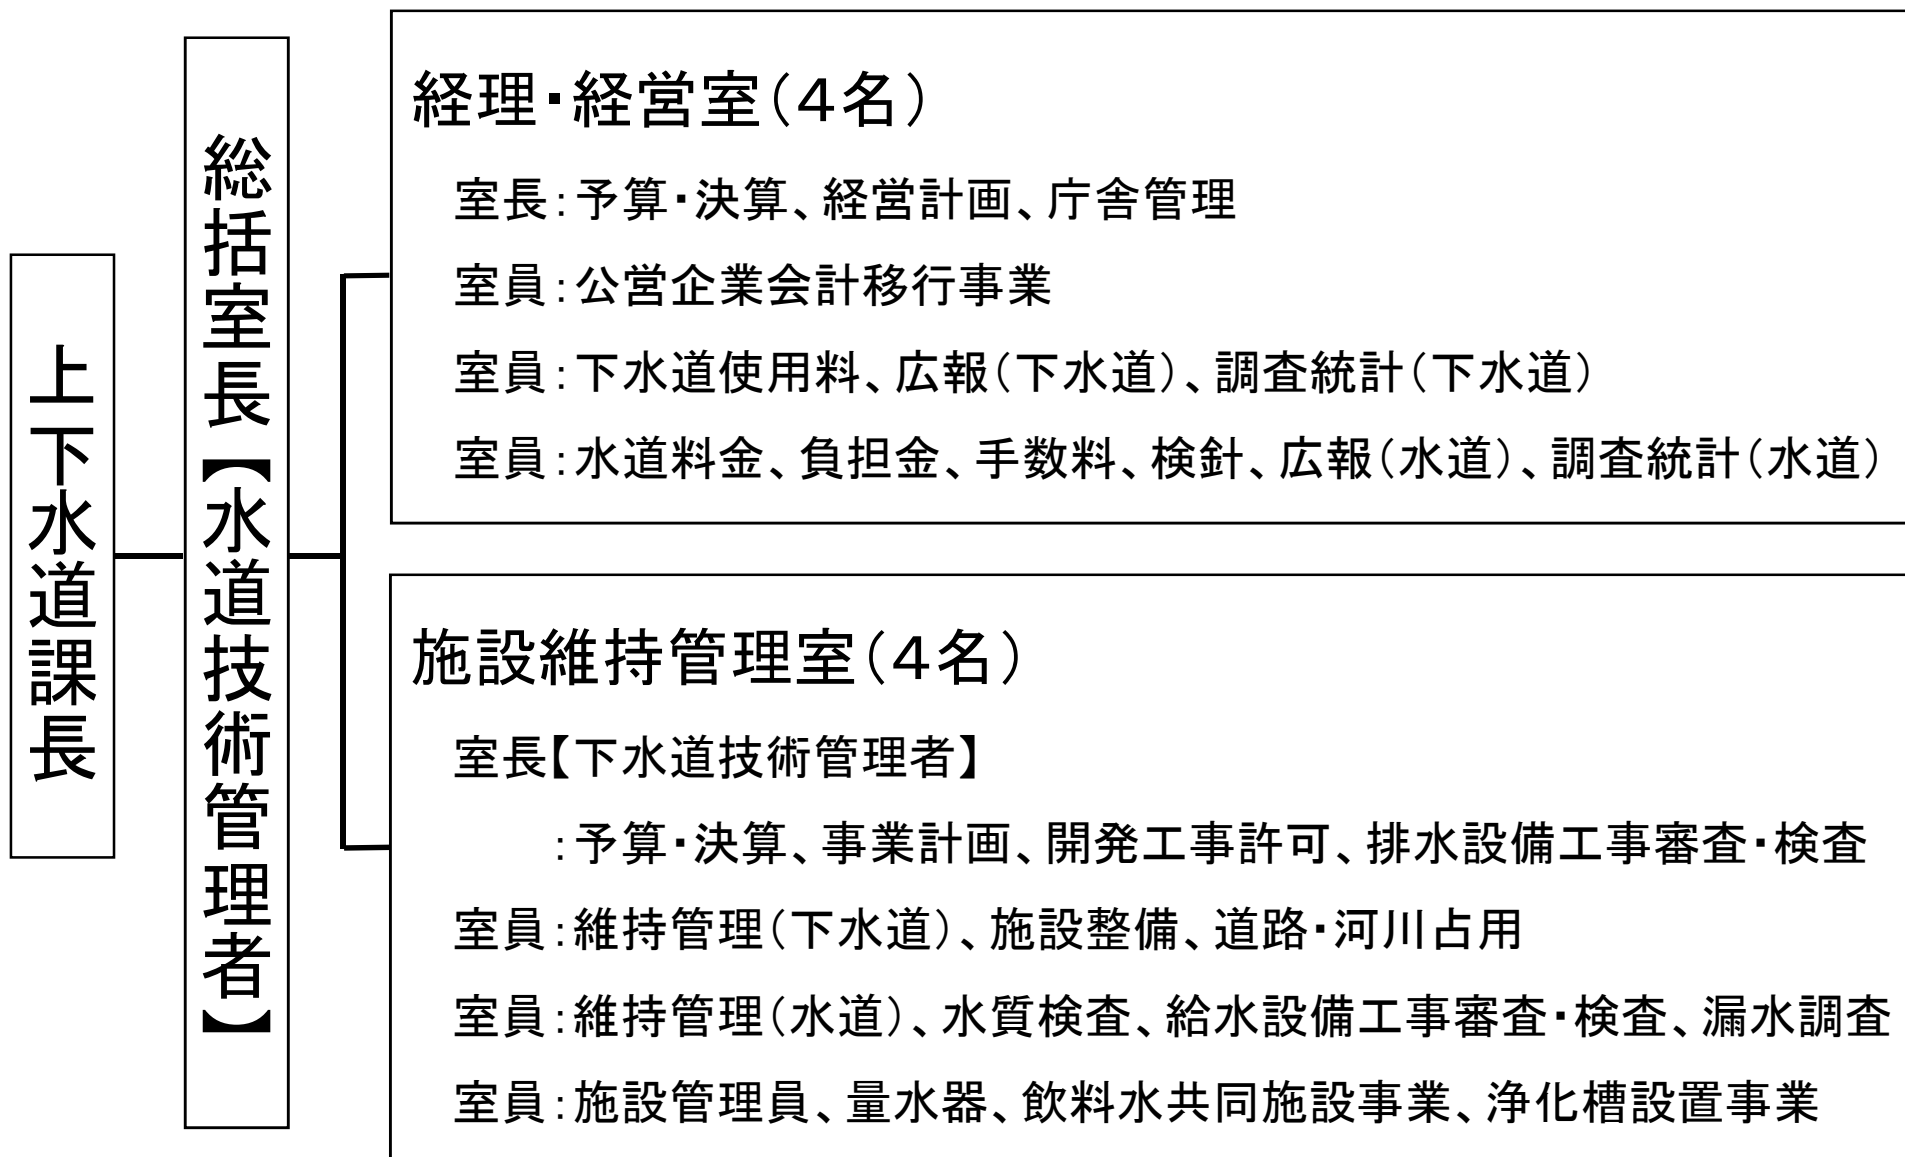 上下水道課長
総括室長【水道技術管理者】
経理・経営室（４名）
室長：予算・決算、経営計画、庁舎管理
室員：公営企業会計移行事業
室員：下水道使用料、広報（下水道）、調査統計（下水道）
室員：水道料金、負担金、手数料、検針、広報（水道）、調査統計（水道）
施設維持管理室（４名）
室長【下水道技術管理者】
：予算・決算、事業計画、開発工事許可、排水設備工事審査・検査
室員：維持管理（下水道）、施設整備、道路・河川占用
室員：維持管理（水道）、水質検査、給水設備工事審査・検査、漏水調査
室員：施設管理員、量水器、飲料水共同施設事業、浄化槽設置事業